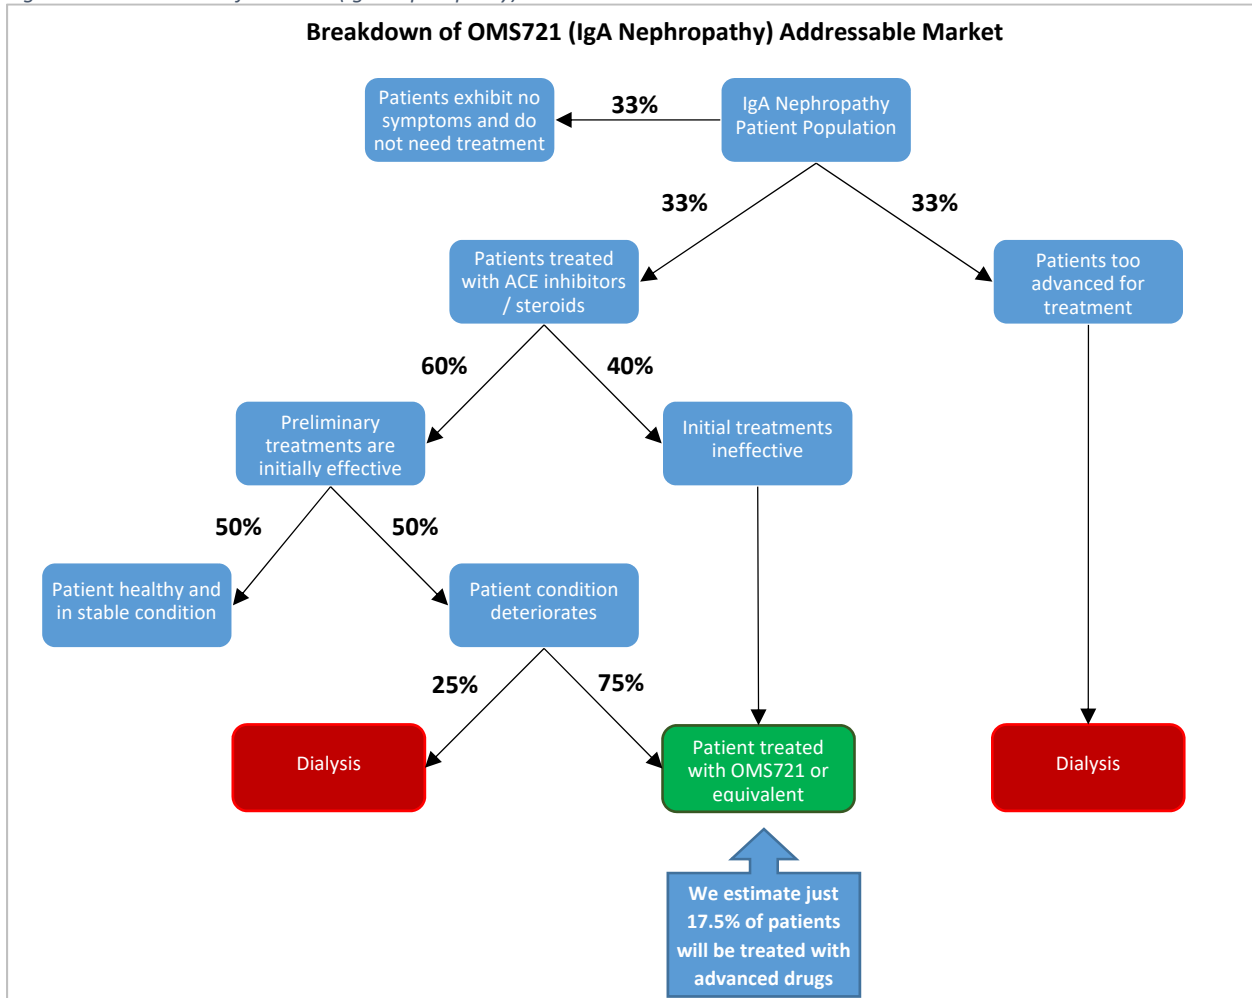 Breakdown of OMS721 (IgA Nephropathy) Addressable Market
Patients exhibit no
symptoms and do
not need treatment
33%
IgA Nephropathy
Patient Population
33%
33%
Patients treated
with ACE inhibitors
/ steroids
Patients too
advanced for
treatment
60%
40%
Preliminary
treatments are
initially effective
Initial treatments
ineffective
50%
50%
Patient healthy and
in stable condition
Patient condition
deteriorates
25%
75%
Dialysis
Patient treated
with OMS721 or
equivalent
Dialysis
We estimate just
17.5% of patients
will be treated with
advanced drugs